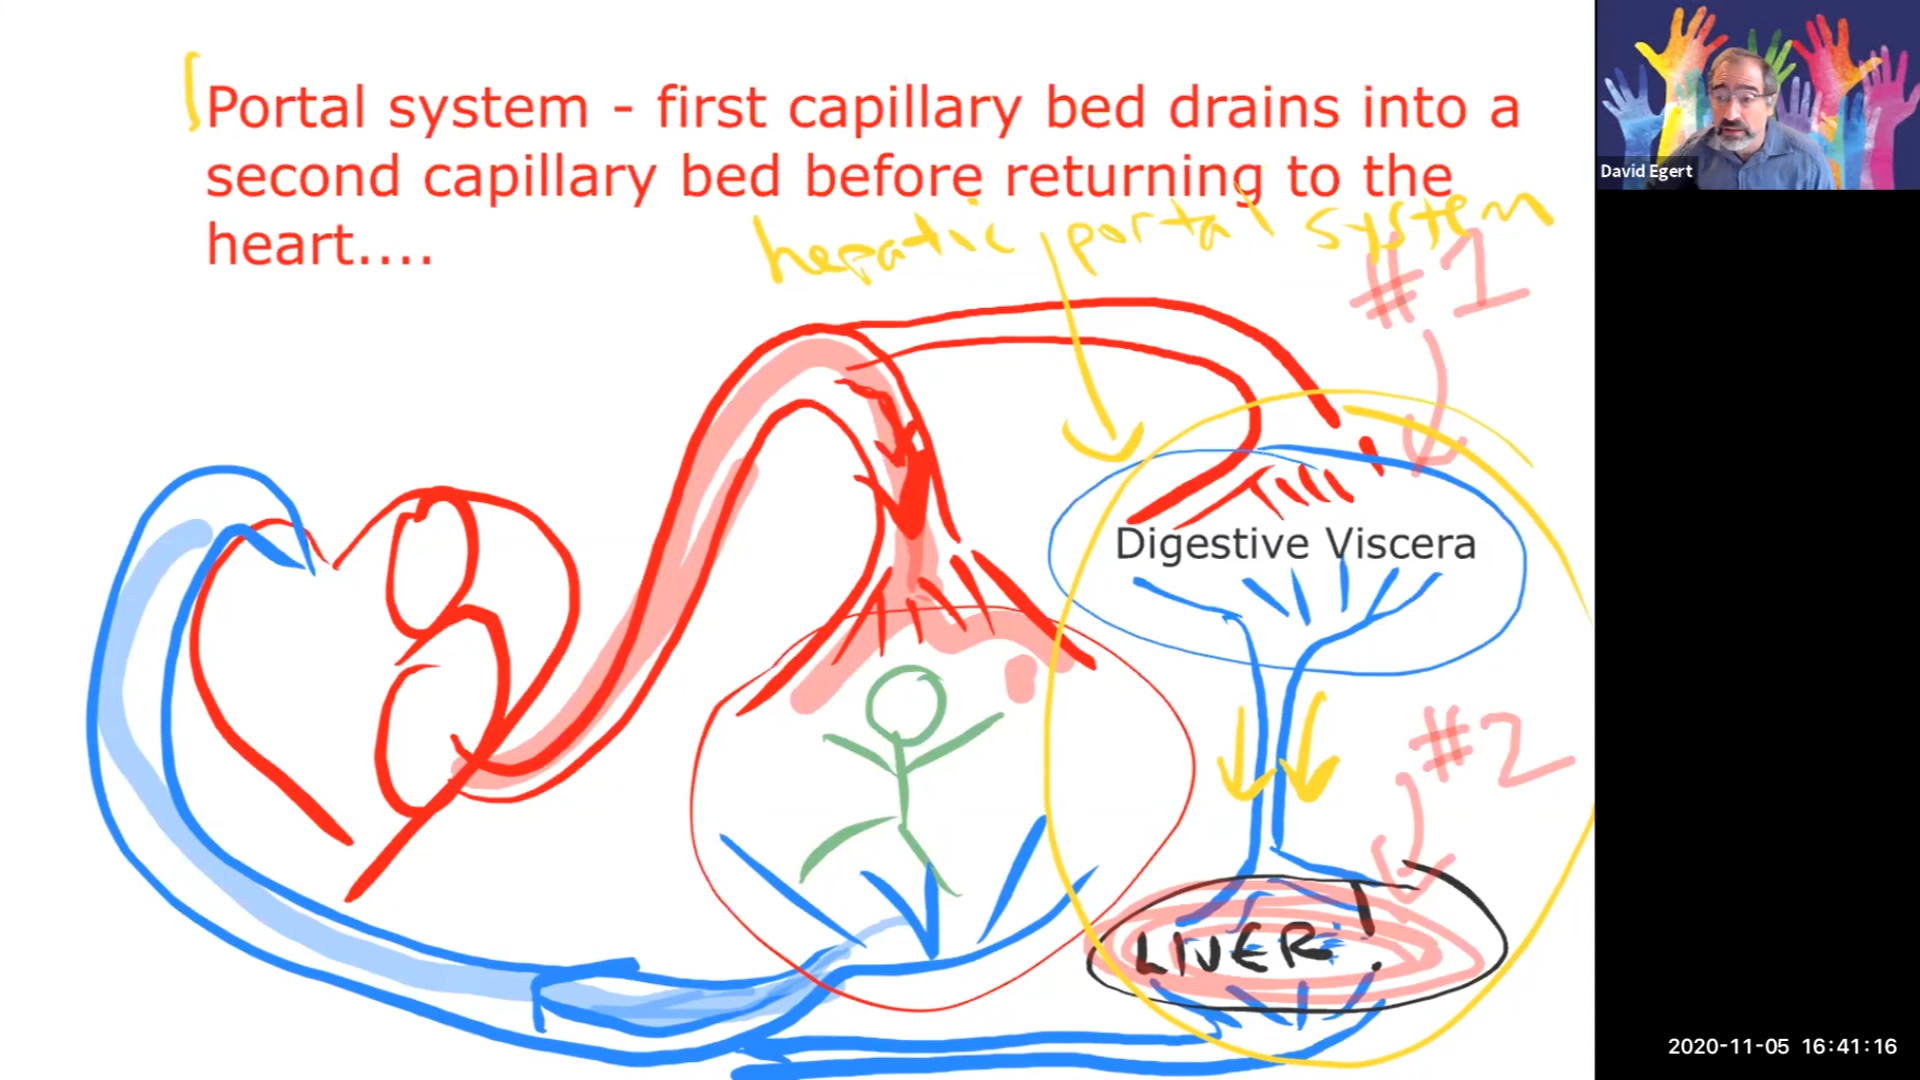 Portal system - first capillary bed drains into a
second capillary bed before returning to the
heart....
hepatic portal system
#1
Digestive Viscera
#2
LIVER!
David Egert
2020-11-05 16:41:16